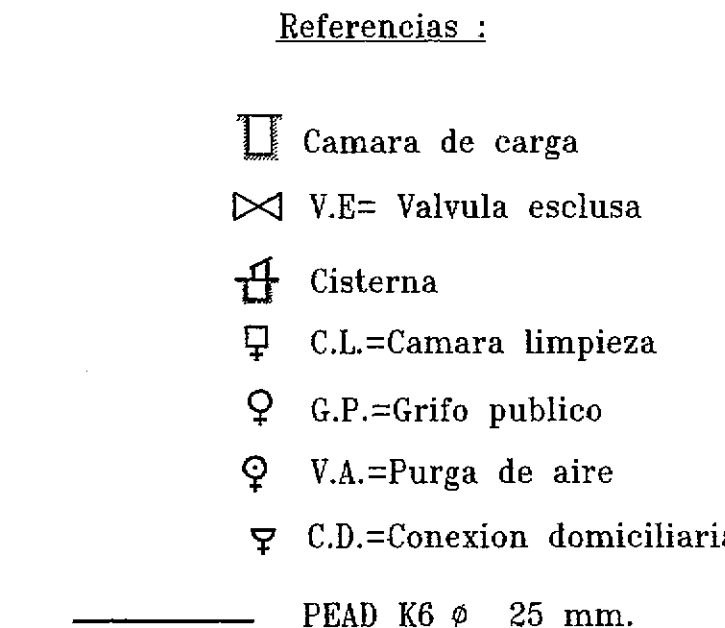 Referencias :
Camara de carga
V.E= Valvula esclusa
Cisterna
C.L.=Camara limpieza
G.P.=Grifo publico
V.A.=Purga de aire
C.D.=Conexion domiciliaria
PEAD K6 ø 25 mm.